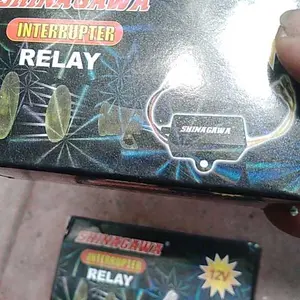 SHINAGAWA
INTERRUPTER
RELAY
SHINAGAWA
SHINAGAWA
INTERRUPTER
RELAY
12V